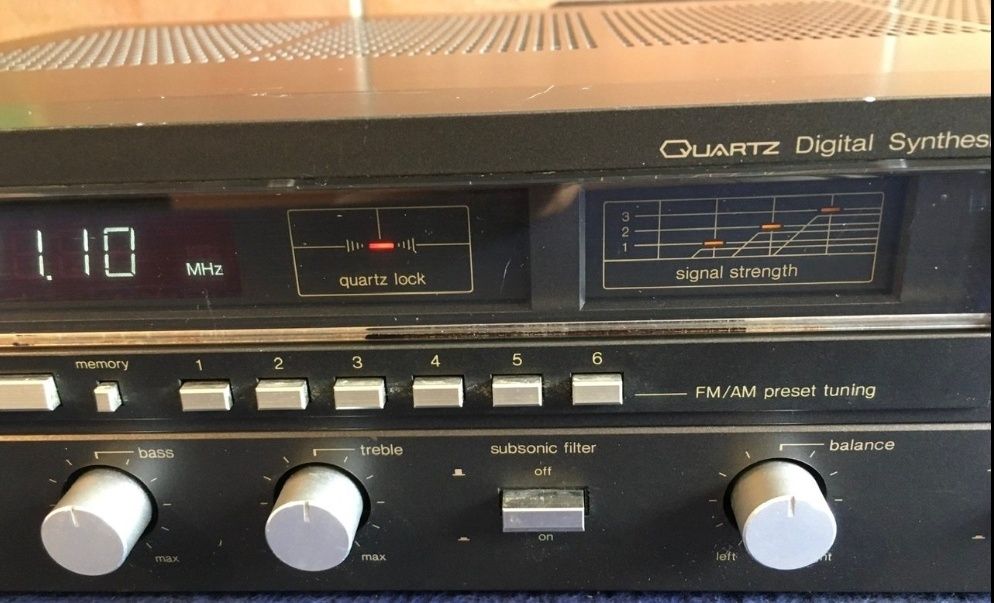 QUARTZ Digital Synthes
1.10 MHz
quartz lock
3
2
1
signal strength
memory 1 2 3 4 5 6
FM/AM preset tuning
bass treble subsonic filter balance
off
on
max max left